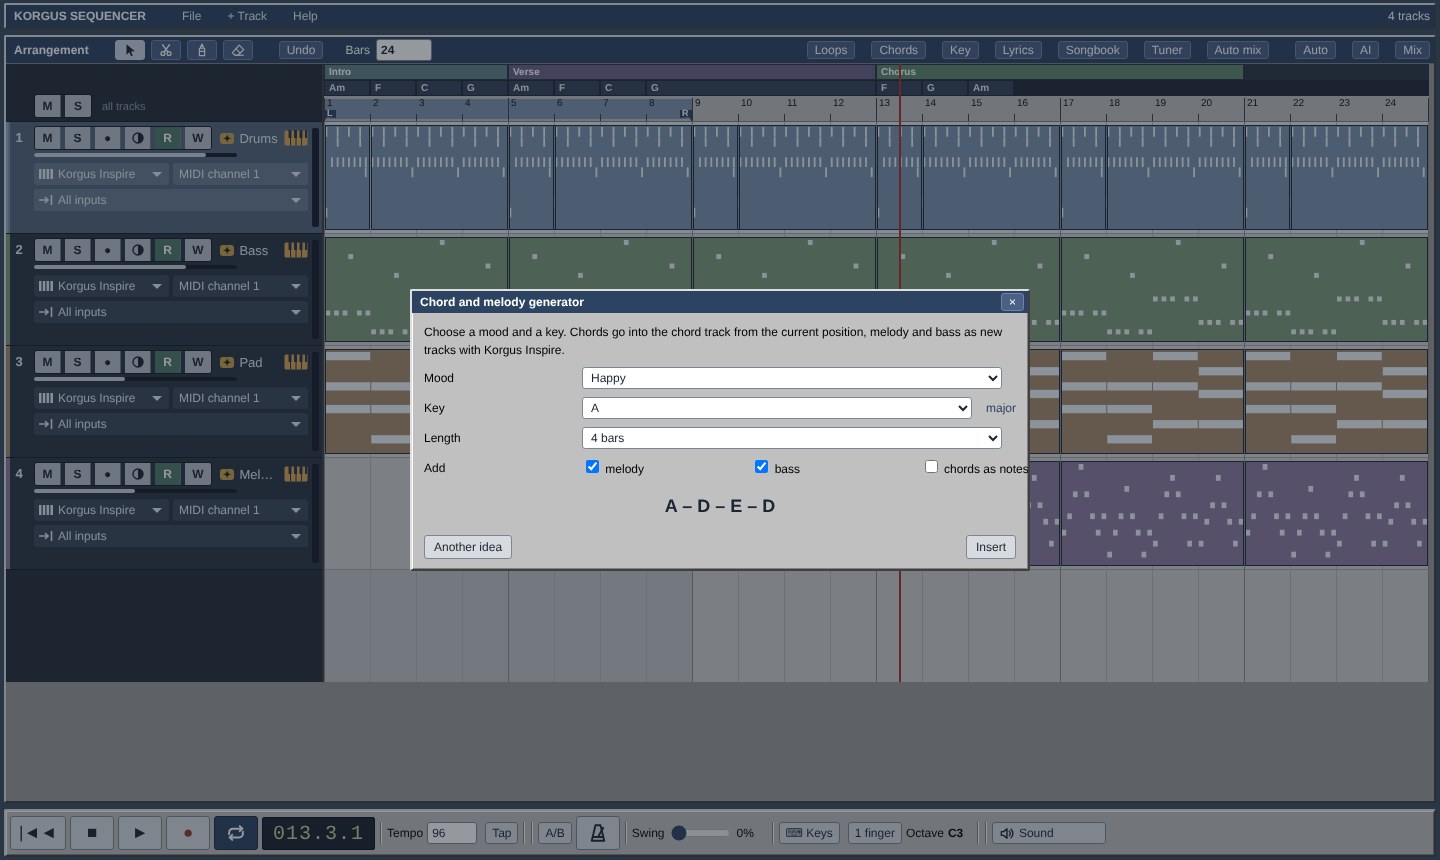 KORGUS SEQUENCER File + Track Help 4 tracks
Arrangement Undo Bars 24 Loops Chords Key Lyrics Songbook Tuner Auto mix Auto AI Mix
Intro Verse Chorus
Am F C G Am F C G F G Am
M S all tracks 1 2 3 4 5 6 7 8 9 10 11 12 13 14 15 16 17 18 19 20 21 22 23 24
L R
1 M S ● R W Drums
Korgus Inspire MIDI channel 1
All inputs
2 M S ● R W Bass
Korgus Inspire MIDI channel 1
All inputs
3 M S ● R W Pad
Korgus Inspire MIDI channel 1
All inputs
4 M S ● R W Mel...
Korgus Inspire MIDI channel 1
All inputs
Chord and melody generator ×
Choose a mood and a key. Chords go into the chord track from the current position, melody and bass as new
tracks with Korgus Inspire.
Mood Happy
Key A major
Length 4 bars
Add melody bass chords as notes
A – D – E – D
Another idea Insert
013.3.1 Tempo 96 Tap A/B Swing 0% Keys 1 finger Octave C3 Sound